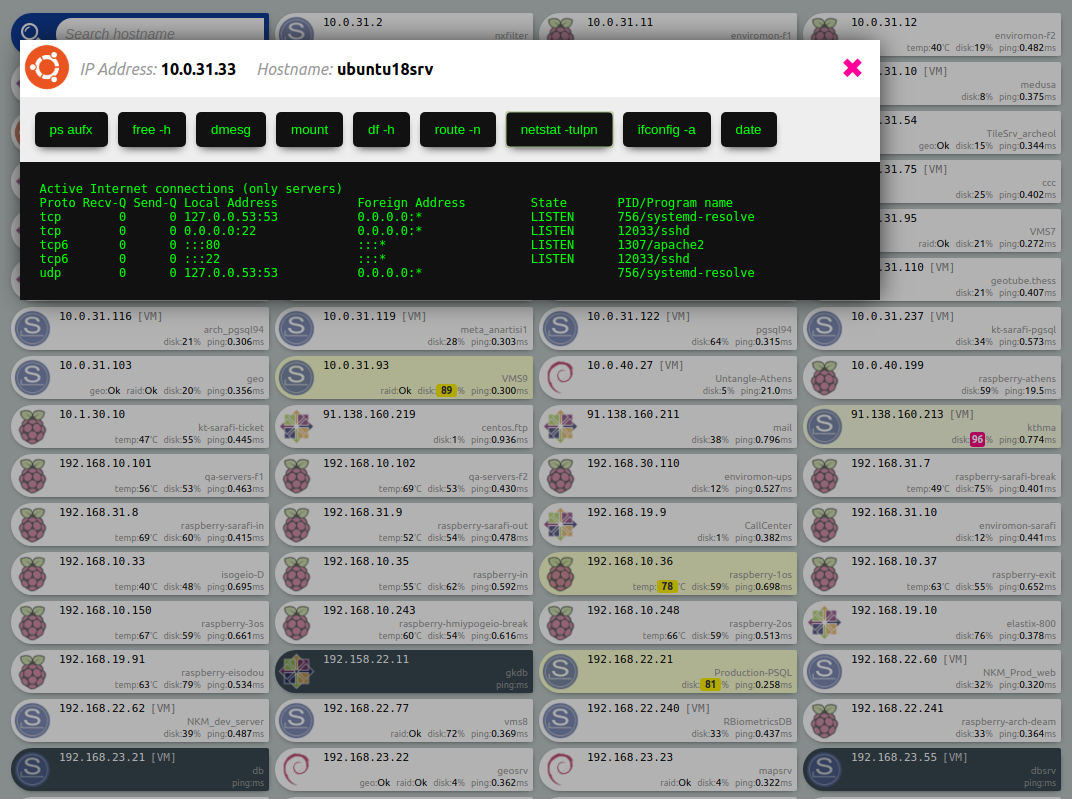 Search hostname
10.0.31.2
nxfilter
10.0.31.11
enviromon-f1
10.0.31.12
enviromon-f2
temp:40°C disk:19% ping:0.482ms
IP Address: 10.0.31.33 Hostname: ubuntu18srv
✖
ps aufx free -h dmesg mount df -h route -n netstat -tulpn ifconfig -a date
Active Internet connections (only servers)
Proto Recv-Q Send-Q Local Address Foreign Address State PID/Program name
tcp 0 0 127.0.0.53:53 0.0.0.0:* LISTEN 756/systemd-resolve
tcp 0 0 0.0.0.0:22 0.0.0.0:* LISTEN 12033/sshd
tcp6 0 0 :::80 :::* LISTEN 1307/apache2
tcp6 0 0 :::22 :::* LISTEN 12033/sshd
udp 0 0 127.0.0.53:53 0.0.0.0:* 756/systemd-resolve
.31.10 [VM]
medusa
disk:8% ping:0.375ms
.31.54
TileSrv_archeol
geo:Ok disk:15% ping:0.344ms
.31.75 [VM]
ccc
disk:25% ping:0.402ms
.31.95
VMS7
raid:Ok disk:21% ping:0.272ms
.31.110 [VM]
geotube.thess
disk:21% ping:0.407ms
10.0.31.116 [VM]
arch_pgsql94
disk:21% ping:0.306ms
10.0.31.119 [VM]
meta_anartisi1
disk:28% ping:0.303ms
10.0.31.122 [VM]
pgsql94
disk:64% ping:0.315ms
10.0.31.237 [VM]
kt-sarafi-pgsql
disk:34% ping:0.573ms
10.0.31.103
geo
geo:Ok raid:Ok disk:20% ping:0.356ms
10.0.31.93
VMS9
raid:Ok disk:89% ping:0.300ms
10.0.40.27 [VM]
Untangle-Athens
disk:5% ping:21.0ms
10.0.40.199
raspberry-athens
disk:59% ping:19.5ms
10.1.30.10
kt-sarafi-ticket
temp:47°C disk:55% ping:0.445ms
91.138.160.219
centos.ftp
disk:1% ping:0.936ms
91.138.160.211
mail
disk:38% ping:0.796ms
91.138.160.213 [VM]
kthma
disk:96% ping:0.774ms
192.168.10.101
qa-servers-f1
temp:56°C disk:53% ping:0.463ms
192.168.10.102
qa-servers-f2
temp:69°C disk:53% ping:0.430ms
192.168.30.110
enviromon-ups
disk:12% ping:0.527ms
192.168.31.7
raspberry-sarafi-break
temp:49°C disk:75% ping:0.401ms
192.168.31.8
raspberry-sarafi-in
temp:69°C disk:60% ping:0.415ms
192.168.31.9
raspberry-sarafi-out
temp:52°C disk:54% ping:0.478ms
192.168.19.9
CallCenter
disk:1% ping:0.382ms
192.168.31.10
enviromon-sarafi
disk:12% ping:0.441ms
192.168.10.33
isogeio-D
temp:40°C disk:48% ping:0.695ms
192.168.10.35
raspberry-in
temp:55°C disk:62% ping:0.592ms
192.168.10.36
raspberry-1os
temp:78°C disk:59% ping:0.698ms
192.168.10.37
raspberry-exit
temp:63°C disk:55% ping:0.652ms
192.168.10.150
raspberry-3os
temp:67°C disk:59% ping:0.661ms
192.168.10.243
raspberry-hmiypogeio-break
temp:60°C disk:54% ping:0.616ms
192.168.10.248
raspberry-2os
temp:66°C disk:59% ping:0.513ms
192.168.19.10
elastix-800
disk:76% ping:0.378ms
192.168.19.91
raspberry-eisodou
temp:63°C disk:79% ping:0.534ms
192.158.22.11
gkdb
ping:ms
192.168.22.21
Production-PSQL
disk:81% ping:0.258ms
192.168.22.60 [VM]
NKM_Prod_web
disk:32% ping:0.320ms
192.168.22.62 [VM]
NKM_dev_server
disk:39% ping:0.487ms
192.168.22.77
vms8
raid:Ok disk:72% ping:0.369ms
192.168.22.240 [VM]
RBiometricsDB
disk:33% ping:0.437ms
192.168.22.241
raspberry-arch-deam
disk:33% ping:0.364ms
192.168.23.21 [VM]
db
ping:ms
192.168.23.22
geosrv
geo:Ok raid:Ok disk:4% ping:0.362ms
192.168.23.23
mapsrv
raid:Ok disk:4% ping:0.322ms
192.168.23.55 [VM]
dbsrv
ping:ms